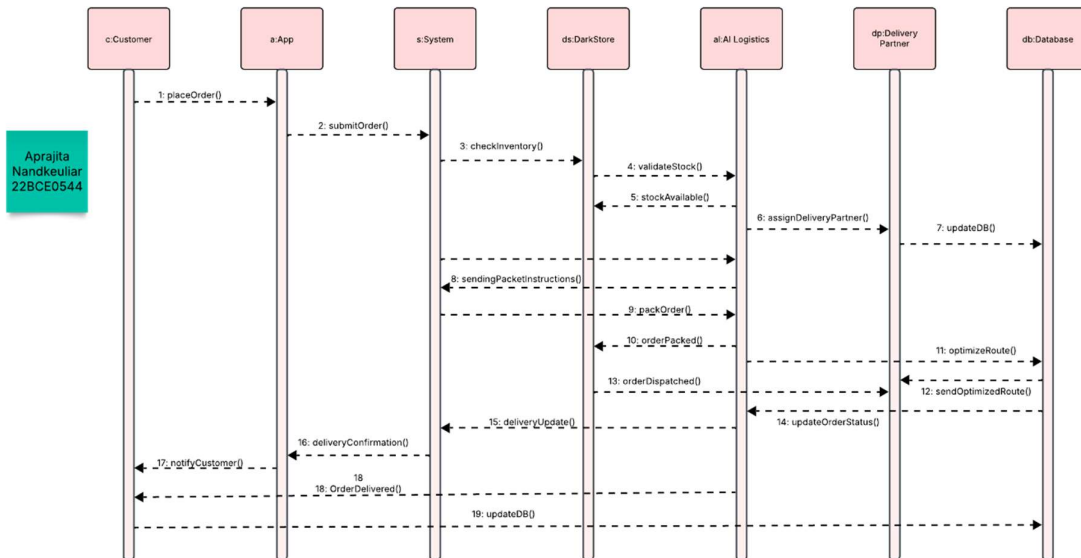 c:Customer
a:App
s:System
ds:DarkStore
al:AI Logistics
dp:Delivery
Partner
db:Database
1: placeOrder()
Aprajita
Nandkeuliar
22BCE0544
2: submitOrder()
3: checkInventory()
4: validateStock()
5: stockAvailable()
6: assignDeliveryPartner()
7: updateDB()
8: sendingPacketInstructions()
9: packOrder()
10: orderPacked()
11: optimizeRoute()
13: orderDispatched()
12: sendOptimizedRoute()
15: deliveryUpdate()
14: updateOrderStatus()
16: deliveryConfirmation()
17: notifyCustomer()
18
18: OrderDelivered()
19: updateDB()